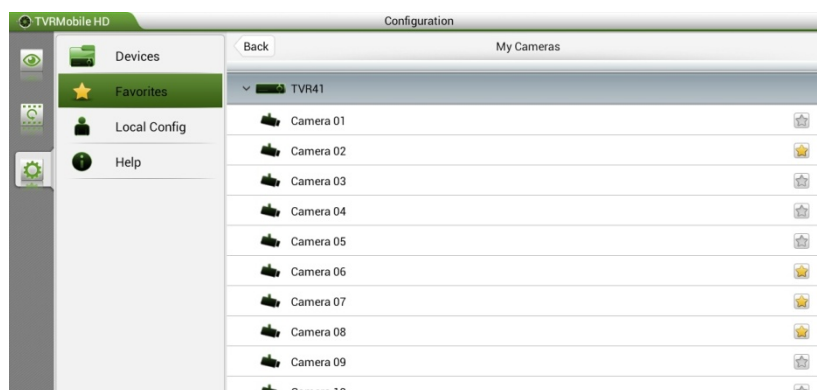 TVRMobile HD
Configuration
Devices
Favorites
Local Config
Help
Back
My Cameras
TVR41
Camera 01
Camera 02
Camera 03
Camera 04
Camera 05
Camera 06
Camera 07
Camera 08
Camera 09